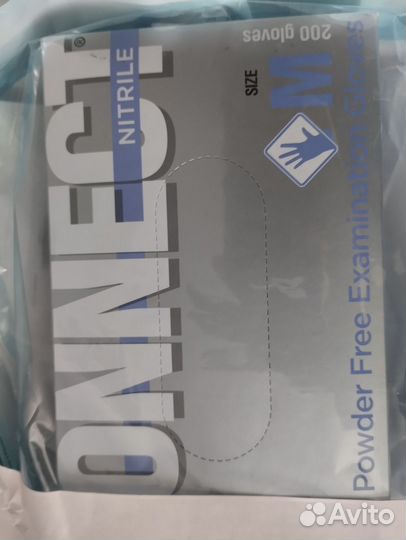 ONNECT®
NITRILE
SIZE
M
200 gloves
Powder Free Examination Gloves
Avito